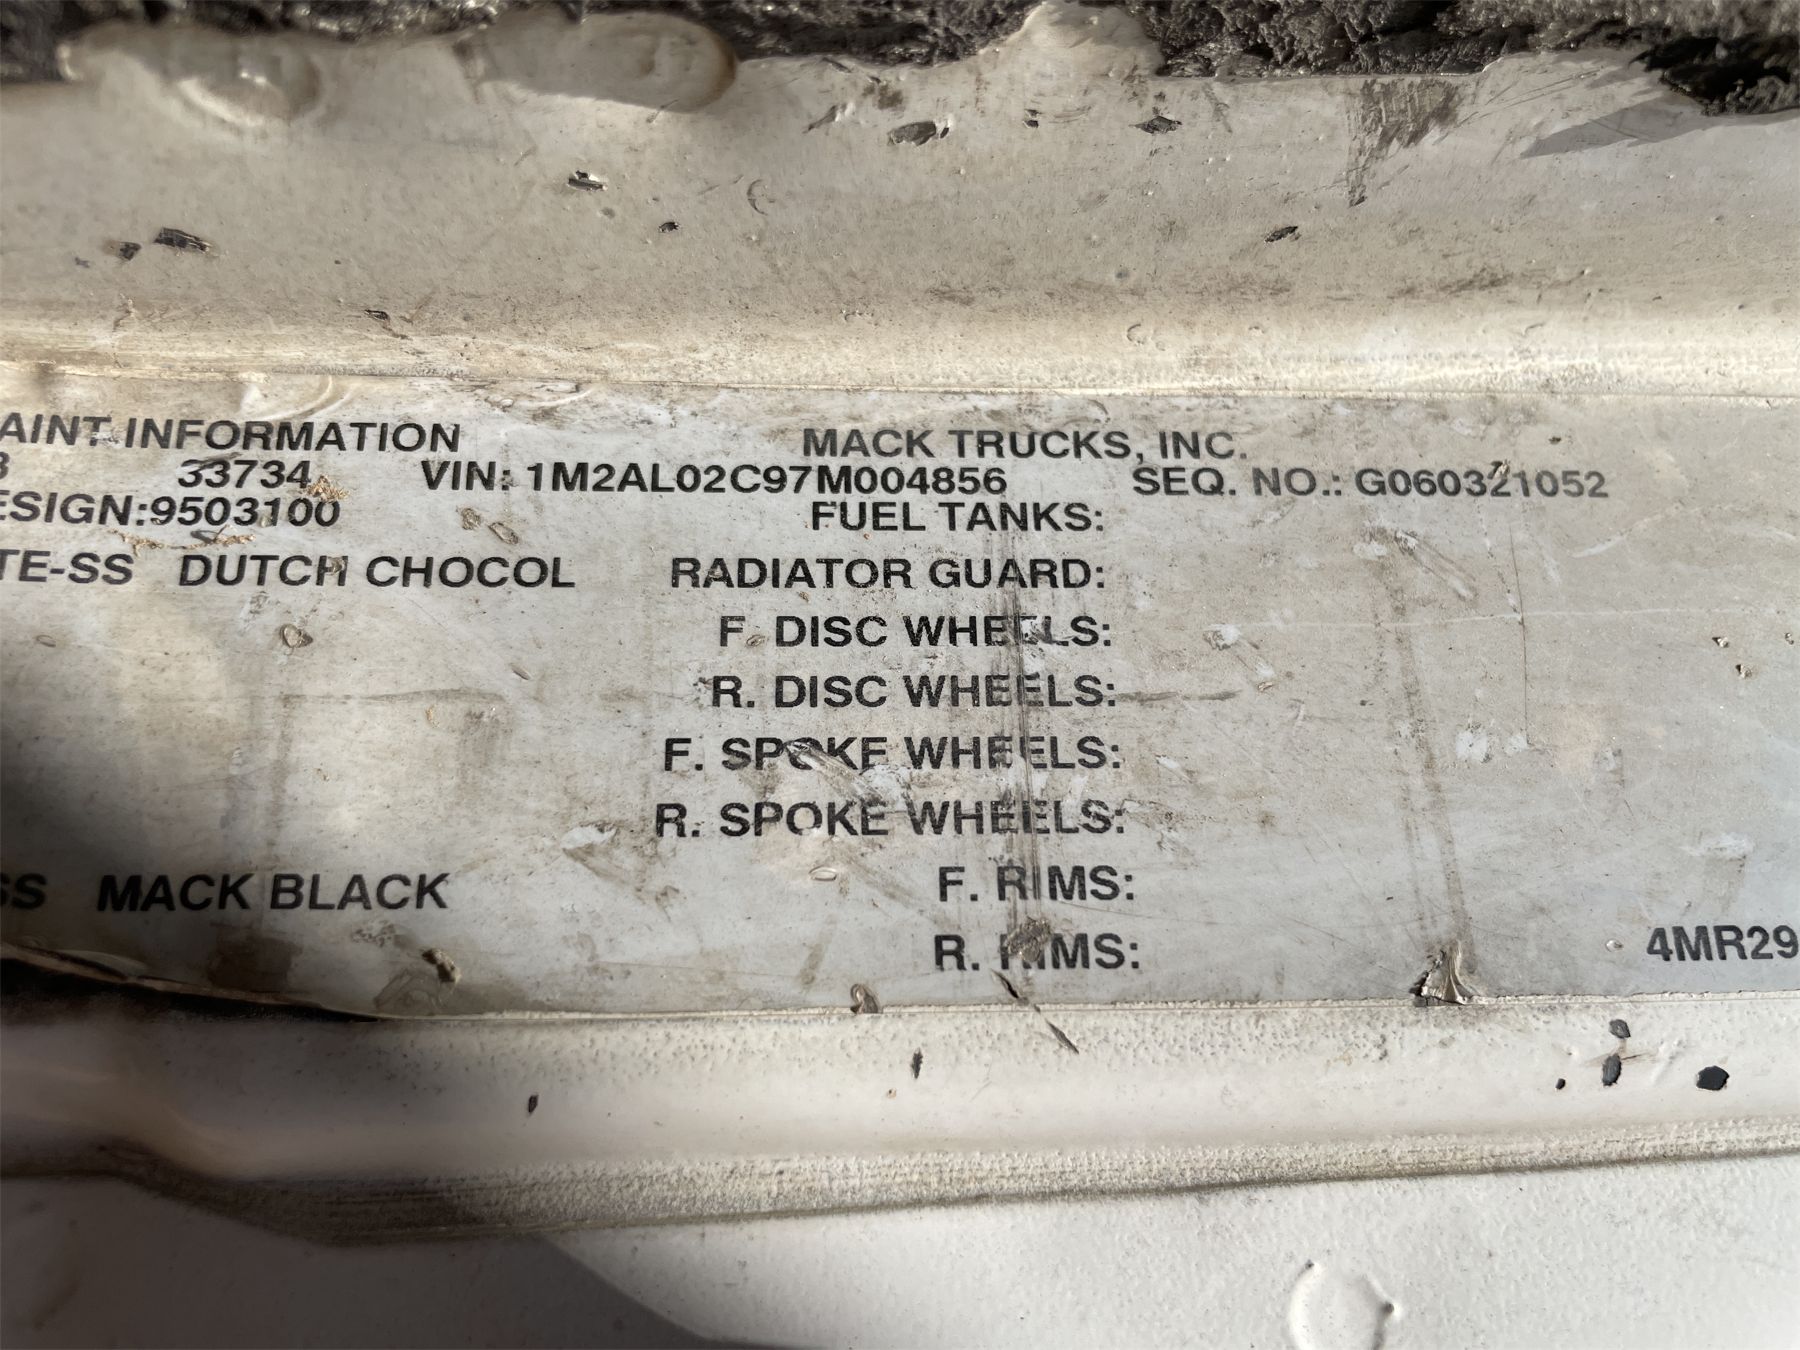 AINT INFORMATION MACK TRUCKS, INC.
33734 VIN: 1M2AL02C97M004856 SEQ. NO.: G060321052
ESIGN:9503100 FUEL TANKS:
TE-SS DUTCH CHOCOL RADIATOR GUARD:
F. DISC WHEELS:
R. DISC WHEELS:
F. SPOKE WHEELS:
R. SPOKE WHEELS:
SS MACK BLACK F. RIMS:
R. RIMS: 4MR29